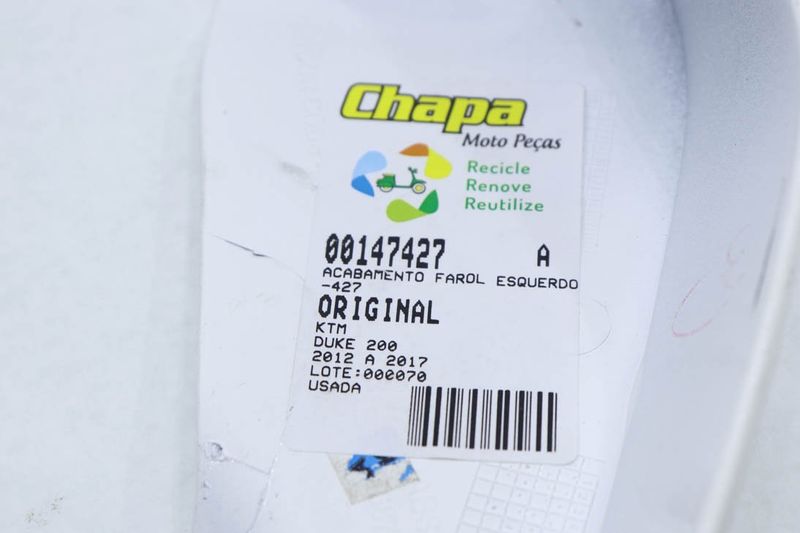 Chapa
Moto Peças
Recicle
Renove
Reutilize
00147427 A
ACABAMENTO FAROL ESQUERDO
-427
ORIGINAL
KTM
DUKE 200
2012 A 2017
LOTE:000070
USADA